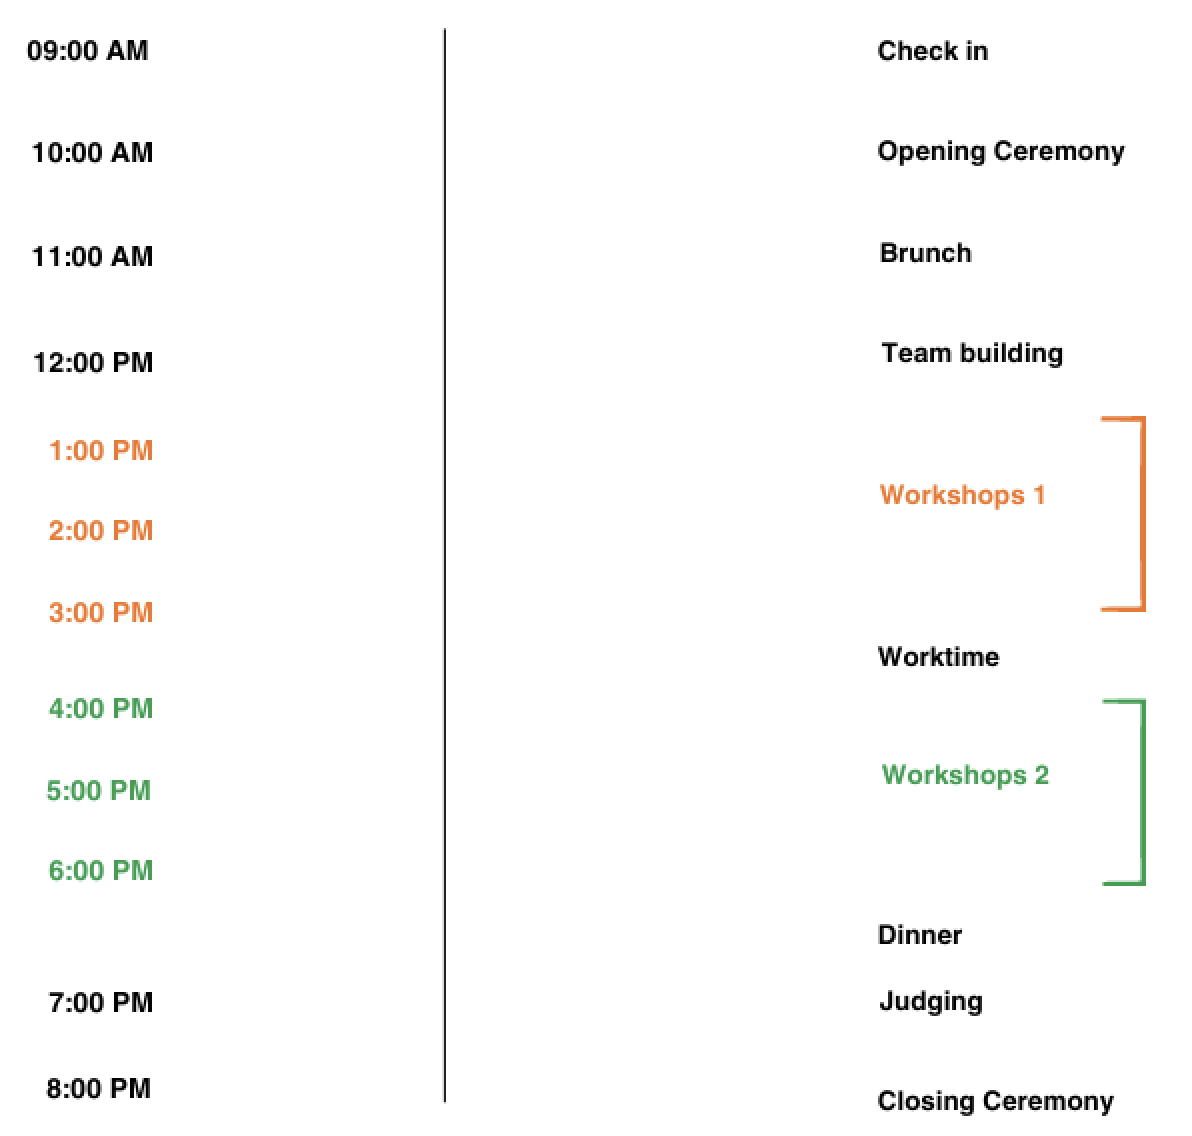 09:00 AM Check in
10:00 AM Opening Ceremony
11:00 AM Brunch
12:00 PM Team building
1:00 PM
Workshops 1
2:00 PM
3:00 PM
Worktime
4:00 PM
Workshops 2
5:00 PM
6:00 PM
Dinner
7:00 PM Judging
8:00 PM Closing Ceremony